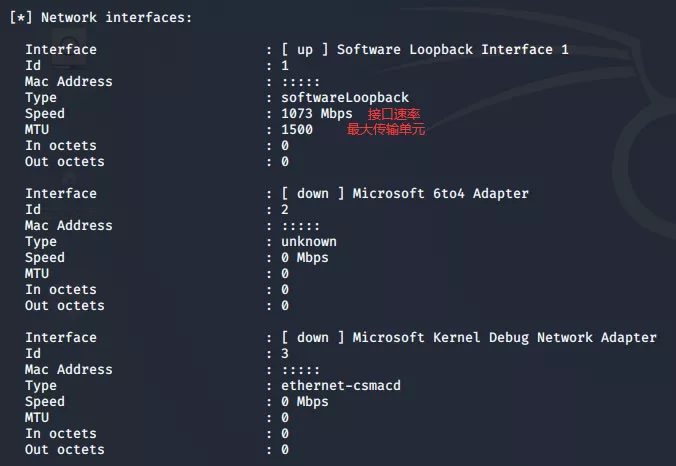 [*] Network interfaces:
Interface : [ up ] Software Loopback Interface 1
Id : 1
Mac Address : :::::
Type : softwareLoopback
Speed : 1073 Mbps 接口速率
MTU : 1500 最大传输单元
In octets : 0
Out octets : 0
Interface : [ down ] Microsoft 6to4 Adapter
Id : 2
Mac Address : :::::
Type : unknown
Speed : 0 Mbps
MTU : 0
In octets : 0
Out octets : 0
Interface : [ down ] Microsoft Kernel Debug Network Adapter
Id : 3
Mac Address : :::::
Type : ethernet-csmacd
Speed : 0 Mbps
MTU : 0
In octets : 0
Out octets : 0